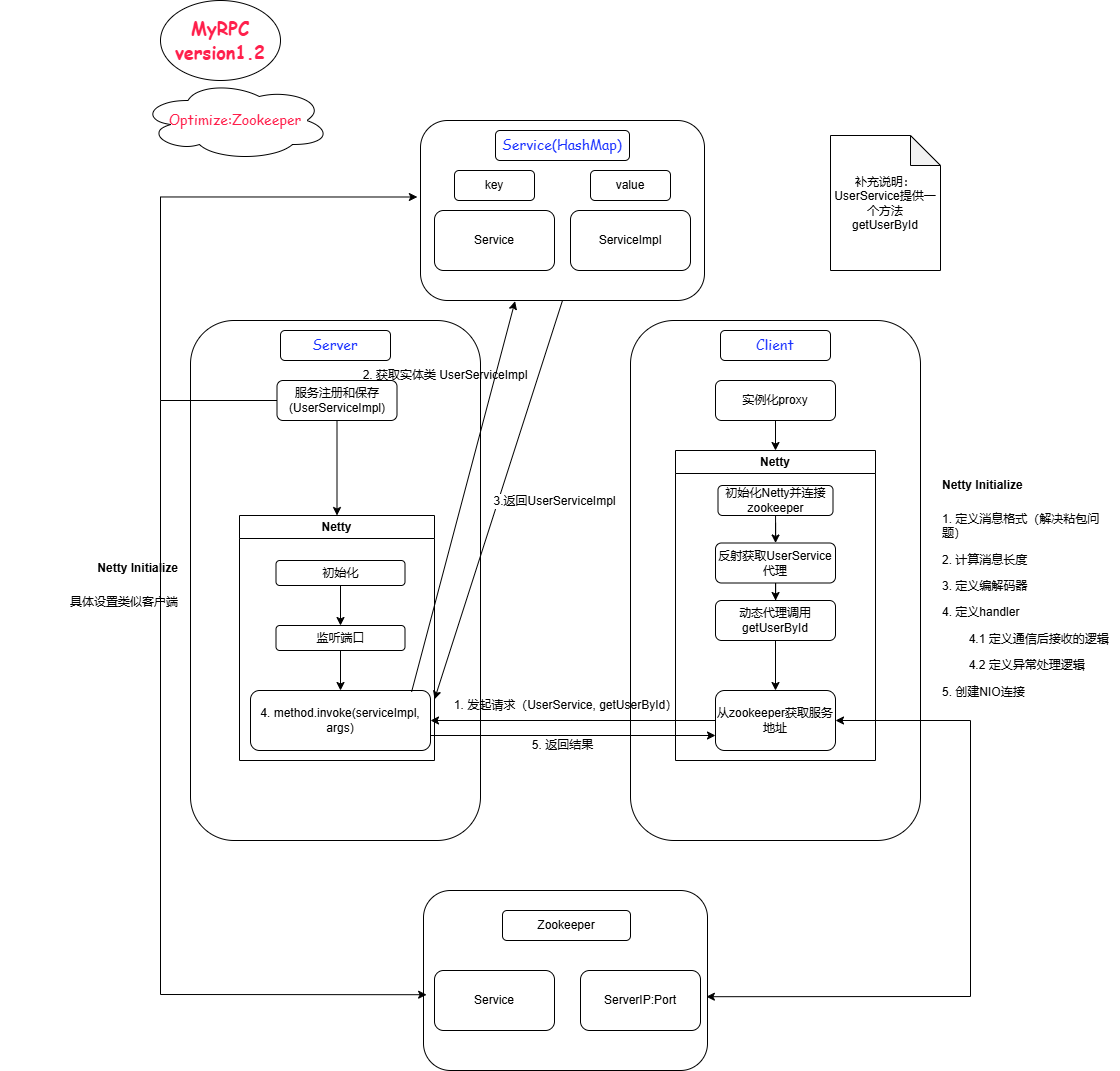 MyRPC
version1.2
Optimize:Zookeeper
Service(HashMap)
key
value
Service
ServiceImpl
补充说明：
UserService提供一
个方法
getUserById
Server
服务注册和保存
(UserServiceImpl)
2. 获取实体类 UserServiceImpl
3.返回UserServiceImpl
Netty
初始化
监听端口
4. method.invoke(serviceImpl,
args)
Netty Initialize
具体设置类似客户端
1. 发起请求（UserService, getUserById）
5. 返回结果
Client
实例化proxy
Netty
初始化Netty并连接
zookeeper
反射获取UserService
代理
动态代理调用
getUserById
从zookeeper获取服务
地址
Netty Initialize
1. 定义消息格式（解决粘包问
题）
2. 计算消息长度
3. 定义编解码器
4. 定义handler
4.1 定义通信后接收的逻辑
4.2 定义异常处理逻辑
5. 创建NIO连接
Zookeeper
Service
ServerIP:Port